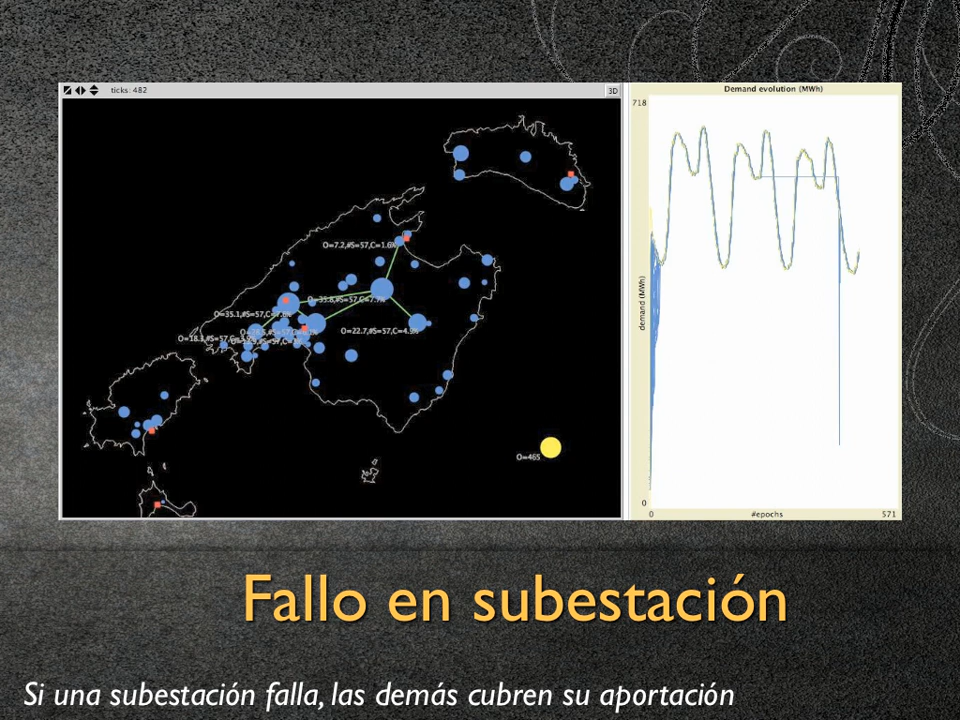 ticks: 482
3D
Demand evolution (MWh)
718
O=7.2,#S=57,C=1.6%
O=35.8,#S=57,C=7.7%
O=35.1,#S=57,C=7.6%
O=22.7,#S=57,C=4.9%
demand (MWh)
O=465
0
0
#epochs
571
Fallo en subestación
Si una subestación falla, las demás cubren su aportación